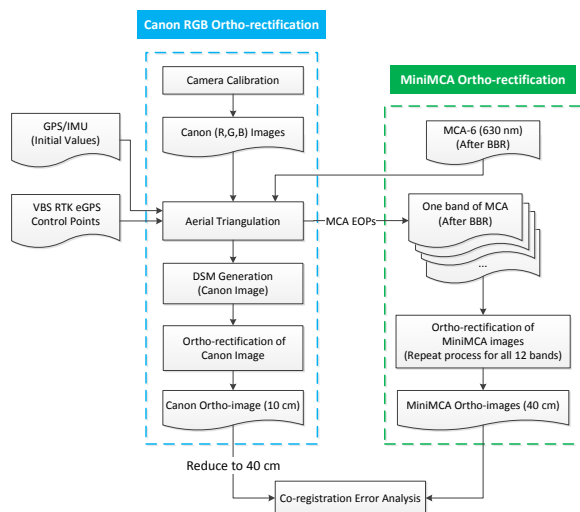 Canon RGB Ortho-rectification
MiniMCA Ortho-rectification
Camera Calibration
GPS/IMU
(Initial Values)
Canon (R,G,B) Images
MCA-6 (630 nm)
(After BBR)
VBS RTK eGPS
Control Points
Aerial Triangulation
MCA EOPs
One band of MCA
(After BBR)
...
DSM Generation
(Canon Image)
Ortho-rectification of
Canon Image
Ortho-rectification of
MiniMCA images
(Repeat process for all 12 bands)
Canon Ortho-image (10 cm)
MiniMCA Ortho-images (40 cm)
Reduce to 40 cm
Co-registration Error Analysis